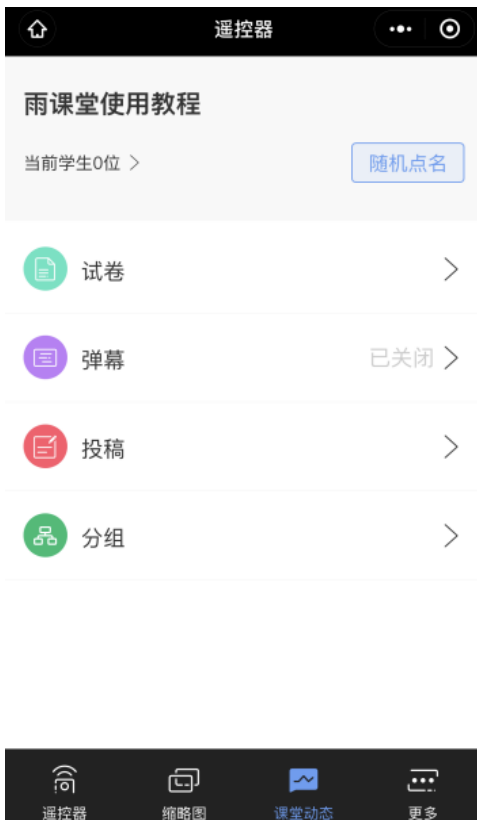 遥控器
雨课堂使用教程
当前学生0位
随机点名
试卷
弹幕 已关闭
投稿
分组
遥控器 缩略图 课堂动态 更多